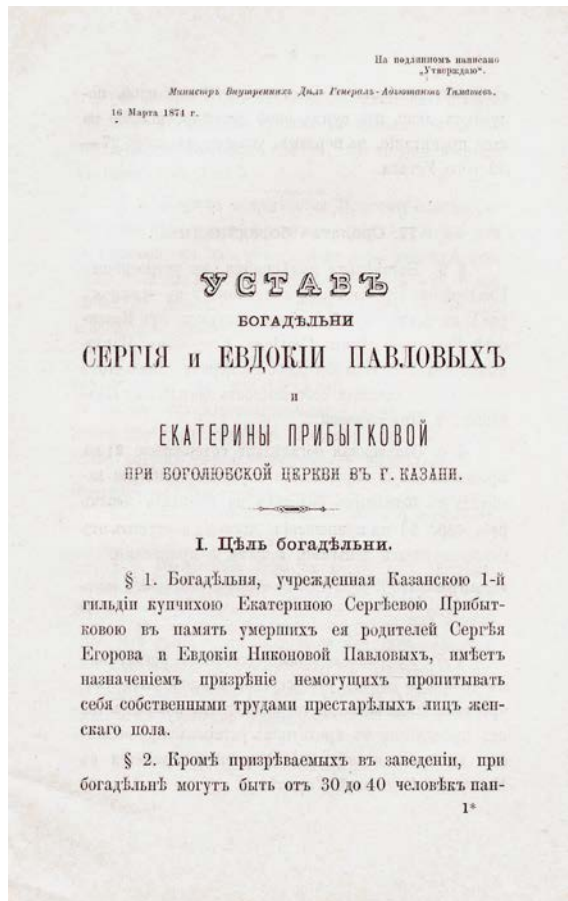 На подлинномъ написано
„Утверждаю“.
Министръ Внутреннихъ Дѣлъ Генералъ-Адъютантъ Тимашевъ.
16 Марта 1874 г.
УСТАВЪ
БОГАДѢЛЬНИ
СЕРГІЯ и ЕВДОКІИ ПАВЛОВЫХЪ
и
ЕКАТЕРИНЫ ПРИБЫТКОВОЙ
ПРИ БОГОЛЮБСКОЙ ЦЕРКВИ ВЪ Г. КАЗАНИ.
I. Цѣль богадѣльни.
§ 1. Богадѣльня, учрежденная Казанскою 1-й
гильдіи купчихою Екатериною Сергѣевою Прибыт-
ковою въ память умершихъ ея родителей Сергѣя
Егорова и Евдокіи Никоновой Павловыхъ, имѣетъ
назначеніемъ призрѣніе немогущихъ пропитывать
себя собственными трудами престарѣлыхъ лицъ жен-
скаго пола.
§ 2. Кромѣ призрѣваемыхъ въ заведеніи, при
богадѣльнѣ могутъ быть отъ 30 до 40 человѣкъ пан-
1*